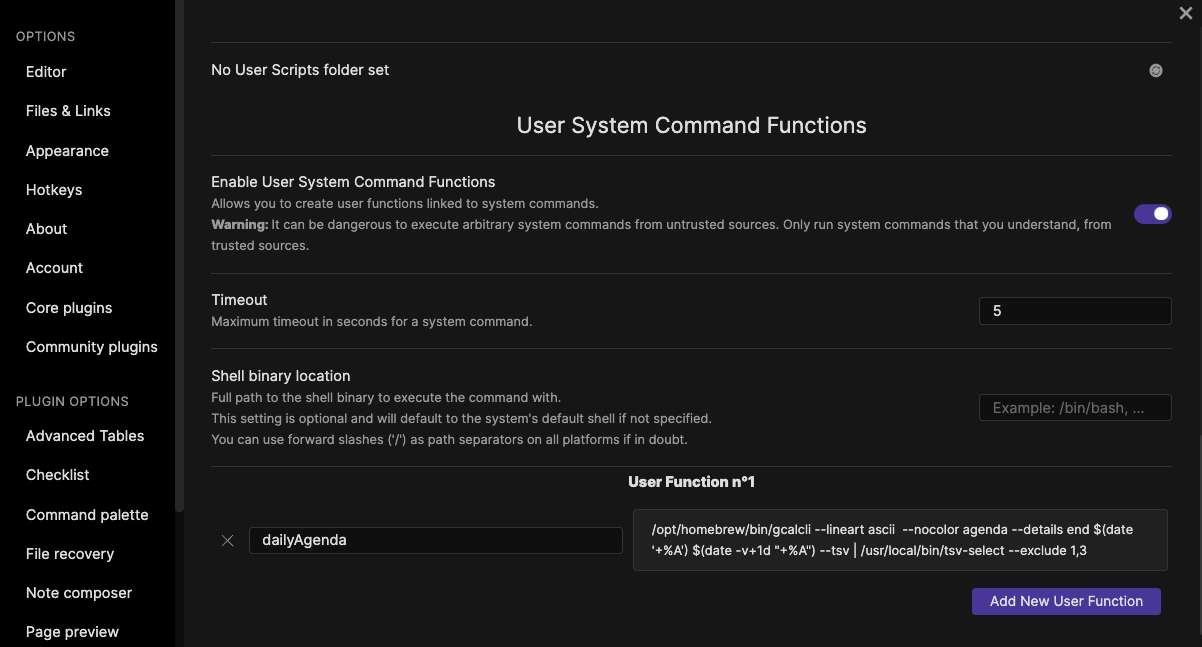 OPTIONS
Editor
Files & Links
Appearance
Hotkeys
About
Account
Core plugins
Community plugins
PLUGIN OPTIONS
Advanced Tables
Checklist
Command palette
File recovery
Note composer
Page preview
No User Scripts folder set
User System Command Functions
Enable User System Command Functions
Allows you to create user functions linked to system commands.
Warning: It can be dangerous to execute arbitrary system commands from untrusted sources. Only run system commands that you understand, from
trusted sources.
Timeout
Maximum timeout in seconds for a system command.
5
Shell binary location
Full path to the shell binary to execute the command with.
This setting is optional and will default to the system's default shell if not specified.
You can use forward slashes ('/') as path separators on all platforms if in doubt.
Example: /bin/bash, ...
User Function n°1
dailyAgenda
/opt/homebrew/bin/gcalcli --lineart ascii  --nocolor agenda --details end $(date
'+%A') $(date -v+1d "+%A") --tsv | /usr/local/bin/tsv-select --exclude 1,3
Add New User Function